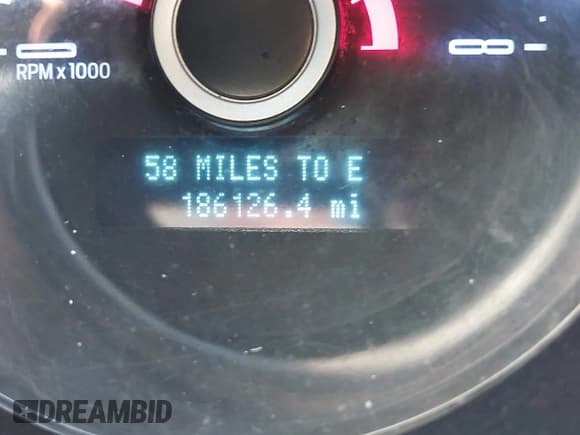 RPM x 1000
58 MILES TO E
186126.4 mi
DREAMBID